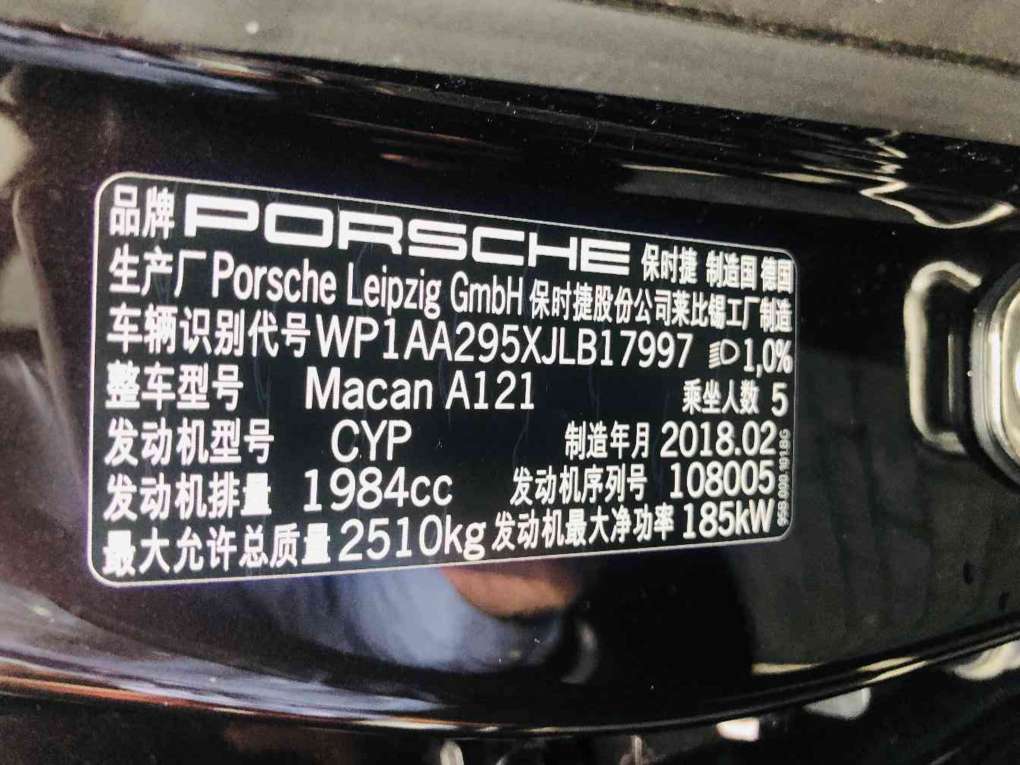 品牌 PORSCHE 保时捷 制造国 德国
生产厂 Porsche Leipzig GmbH 保时捷股份公司莱比锡工厂制造
车辆识别代号 WP1AA295XJLB17997 1,0%
整车型号 Macan A121 乘坐人数 5
发动机型号 CYP 制造年月 2018.02
发动机排量 1984cc 发动机序列号 108005
最大允许总质量 2510kg 发动机最大净功率 185kW